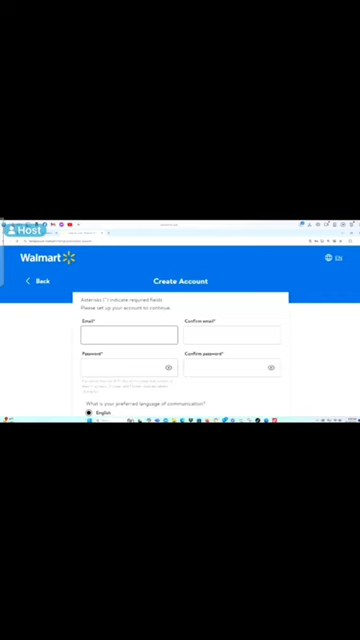 Host
Walmart
EN
Back
Create Account
Asterisks (*) indicate required fields
Please set up your account to continue.
Email*
Confirm email*
Password*
Confirm password*
What is your preferred language of communication?
English